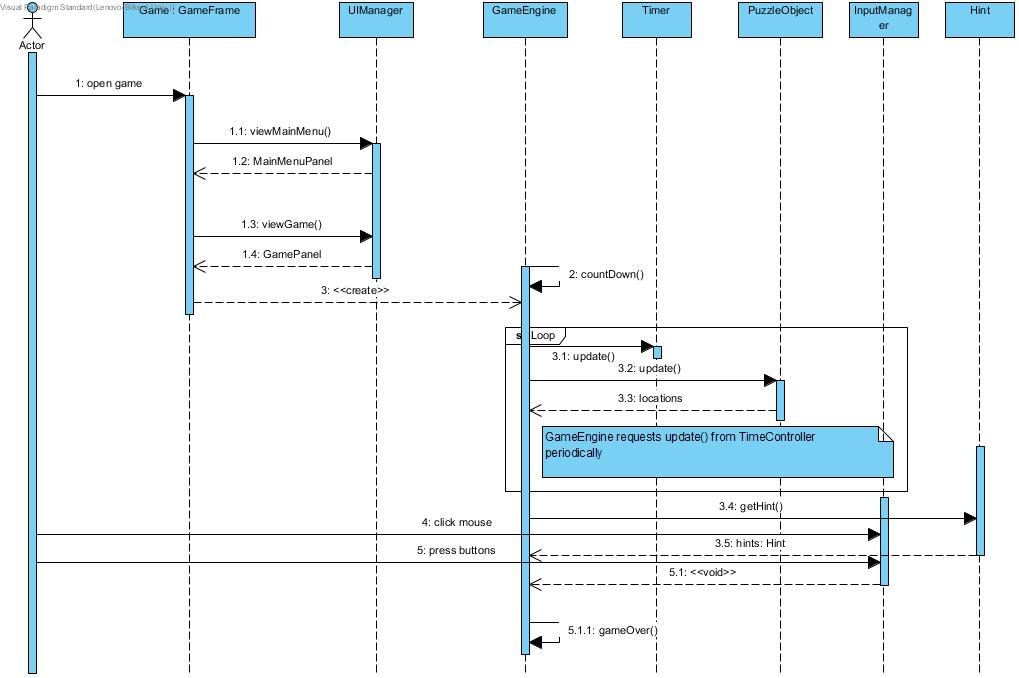 Visual Paradigm Standard(Lenovo
Game : GameFrame
UIManager
GameEngine
Timer
PuzzleObject
InputManag
er
Hint
Actor
1: open game
1.1: viewMainMenu()
1.2: MainMenuPanel
1.3: viewGame()
1.4: GamePanel
2: countDown()
3: <<create>>
Loop
3.1: update()
3.2: update()
3.3: locations
GameEngine requests update() from TimeController
periodically
3.4: getHint()
4: click mouse
3.5: hints: Hint
5: press buttons
5.1: <<void>>
5.1.1: gameOver()